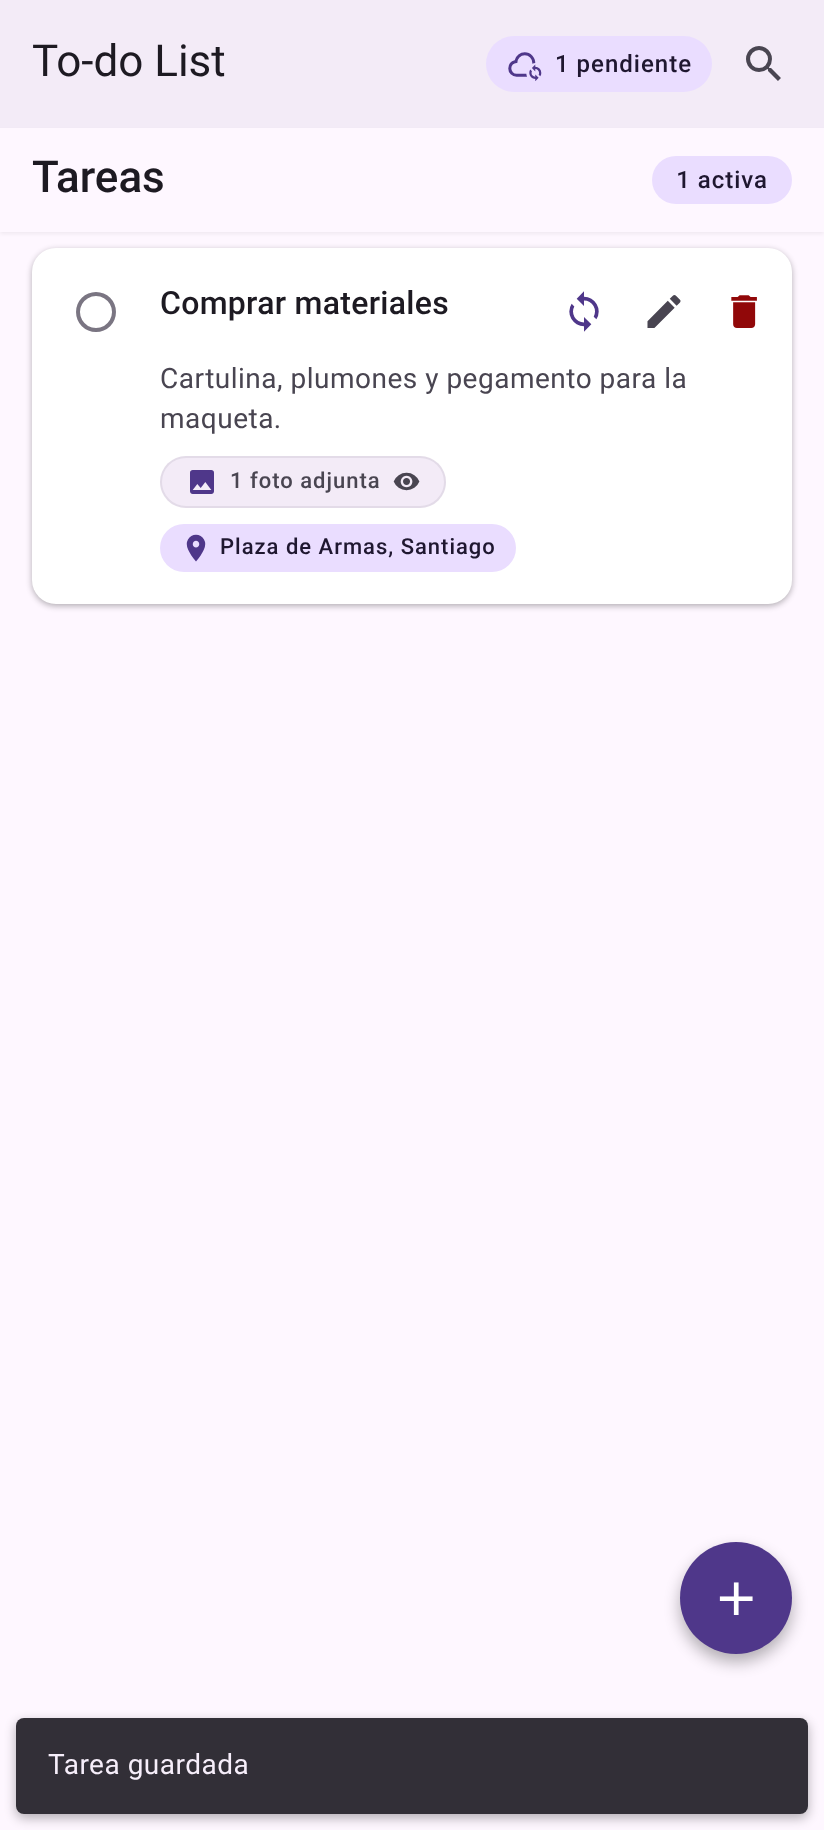 To-do List
1 pendiente
Tareas
1 activa
Comprar materiales
Cartulina, plumones y pegamento para la
maqueta.
1 foto adjunta
Plaza de Armas, Santiago
Tarea guardada